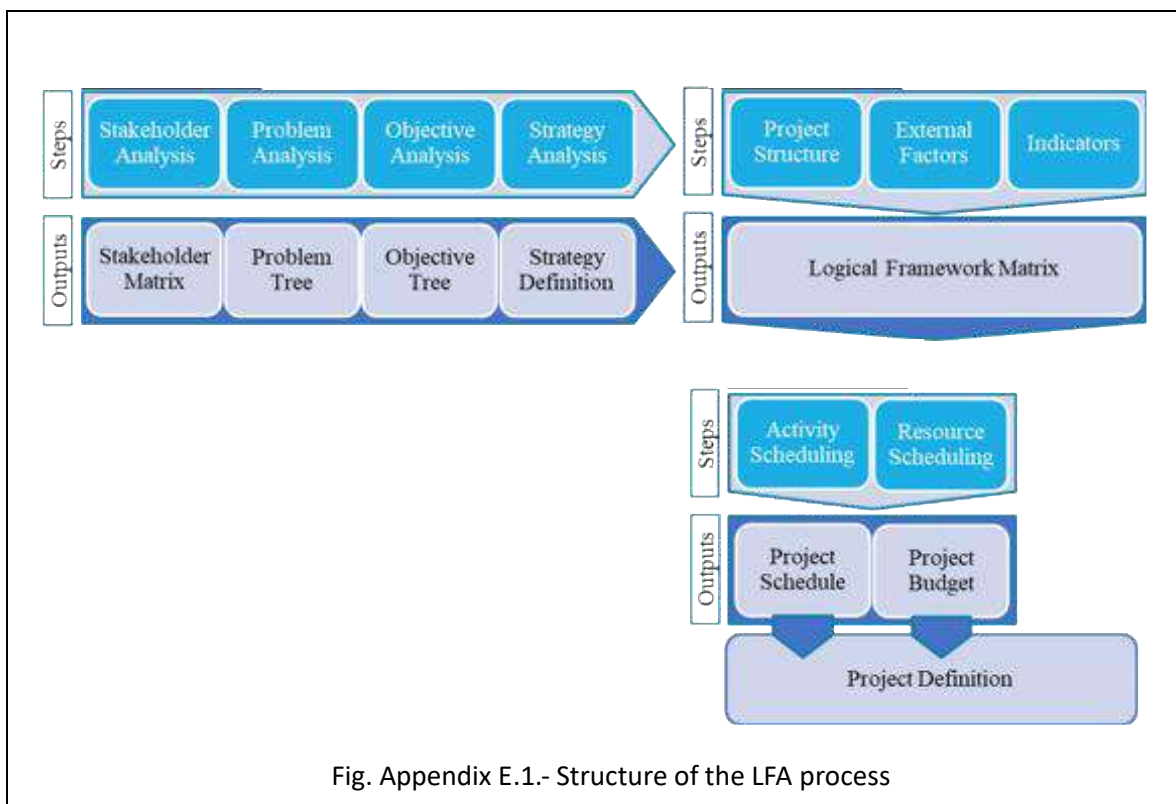 Steps
Stakeholder
Analysis
Problem
Analysis
Objective
Analysis
Strategy
Analysis
Outputs
Stakeholder
Matrix
Problem
Tree
Objective
Tree
Strategy
Definition
Steps
Project
Structure
External
Factors
Indicators
Outputs
Logical Framework Matrix
Steps
Activity
Scheduling
Resource
Scheduling
Outputs
Project
Schedule
Project
Budget
Project Definition
Fig. Appendix E.1.- Structure of the LFA process